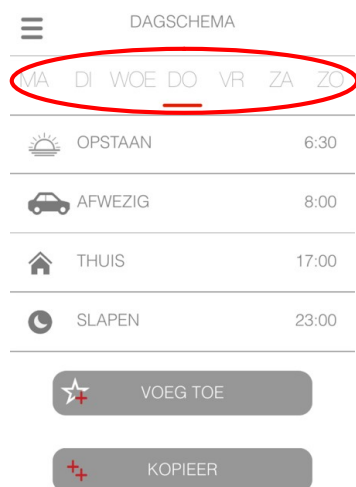 DAGSCHEMA
MA DI WOE DO VR ZA ZO
OPSTAAN 6:30
AFWEZIG 8:00
THUIS 17:00
SLAPEN 23:00
VOEG TOE
KOPIEER